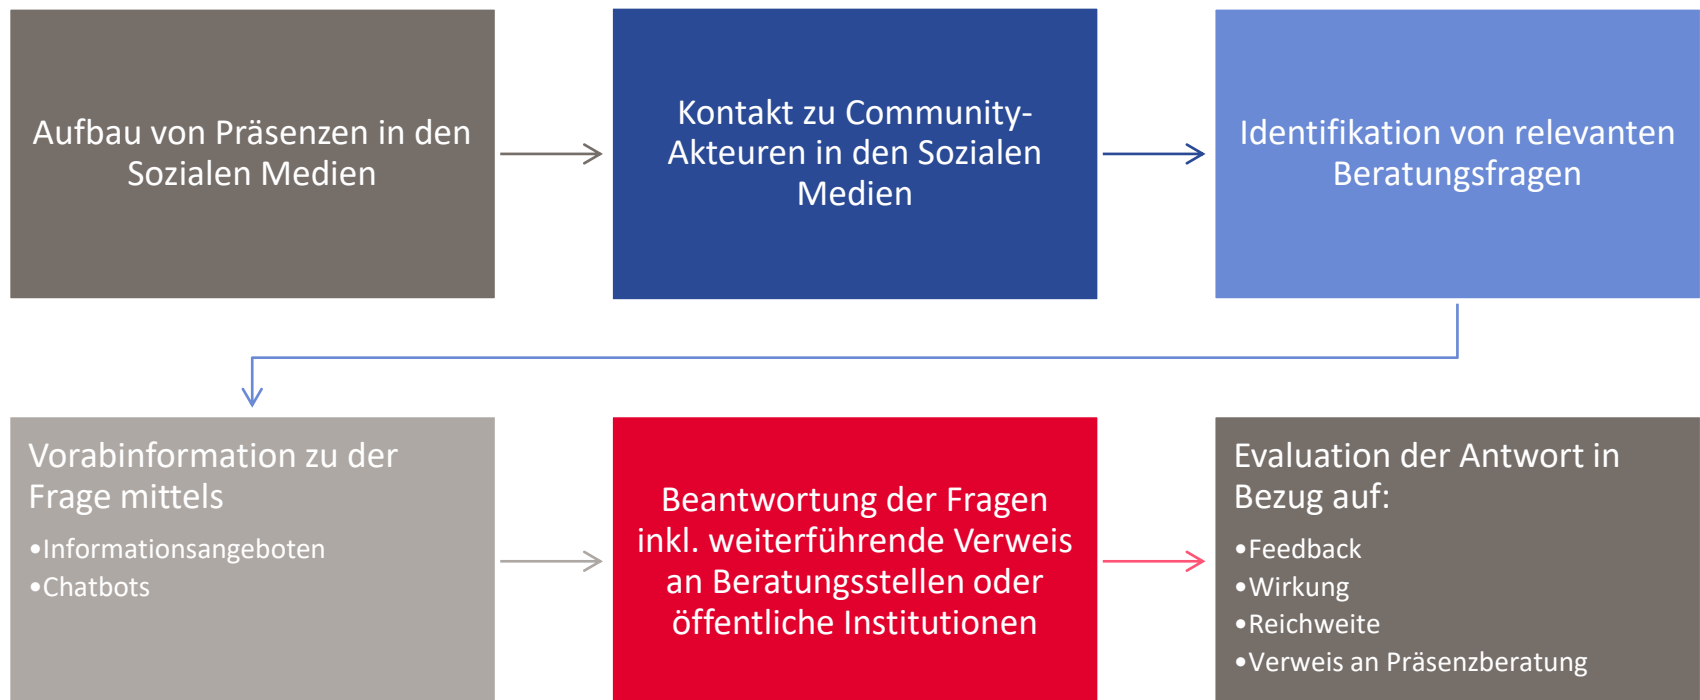 Aufbau von Präsenzen in den
Sozialen Medien
Kontakt zu Community-
Akteuren in den Sozialen
Medien
Identifikation von relevanten
Beratungsfragen
Vorabinformation zu der
Frage mittels
•Informationsangeboten
•Chatbots
Beantwortung der Fragen
inkl. weiterführende Verweis
an Beratungsstellen oder
öffentliche Institutionen
Evaluation der Antwort in
Bezug auf:
•Feedback
•Wirkung
•Reichweite
•Verweis an Präsenzberatung